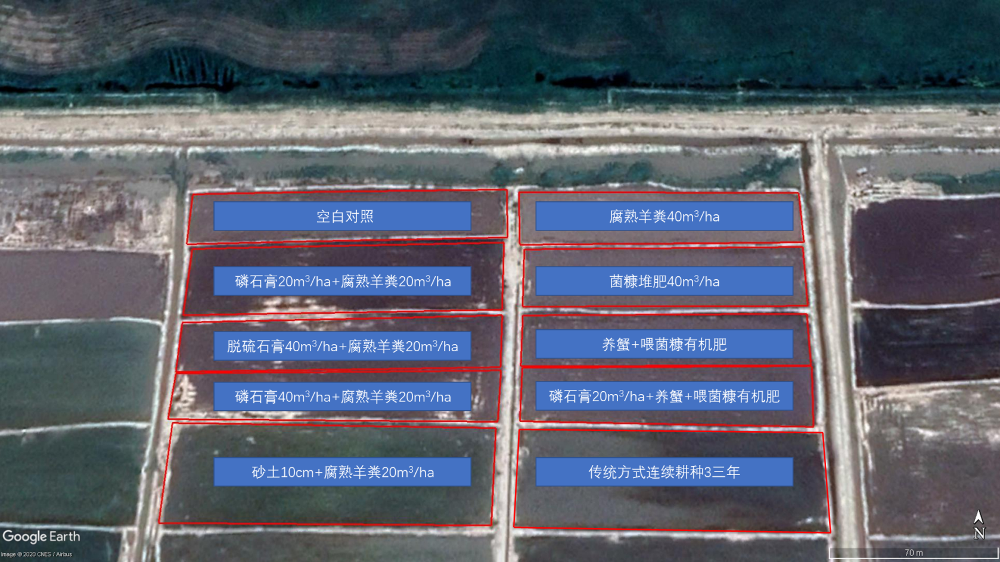 空白对照
腐熟羊粪40m³/ha
磷石膏20m³/ha+腐熟羊粪20m³/ha
菌糠堆肥40m³/ha
脱硫石膏40m³/ha+腐熟羊粪20m³/ha
养蟹+喂菌糠有机肥
磷石膏40m³/ha+腐熟羊粪20m³/ha
磷石膏20m³/ha+养蟹+喂菌糠有机肥
砂土10cm+腐熟羊粪20m³/ha
传统方式连续耕种3三年
N
Google Earth
Image © 2020 CNES / Airbus
70 m